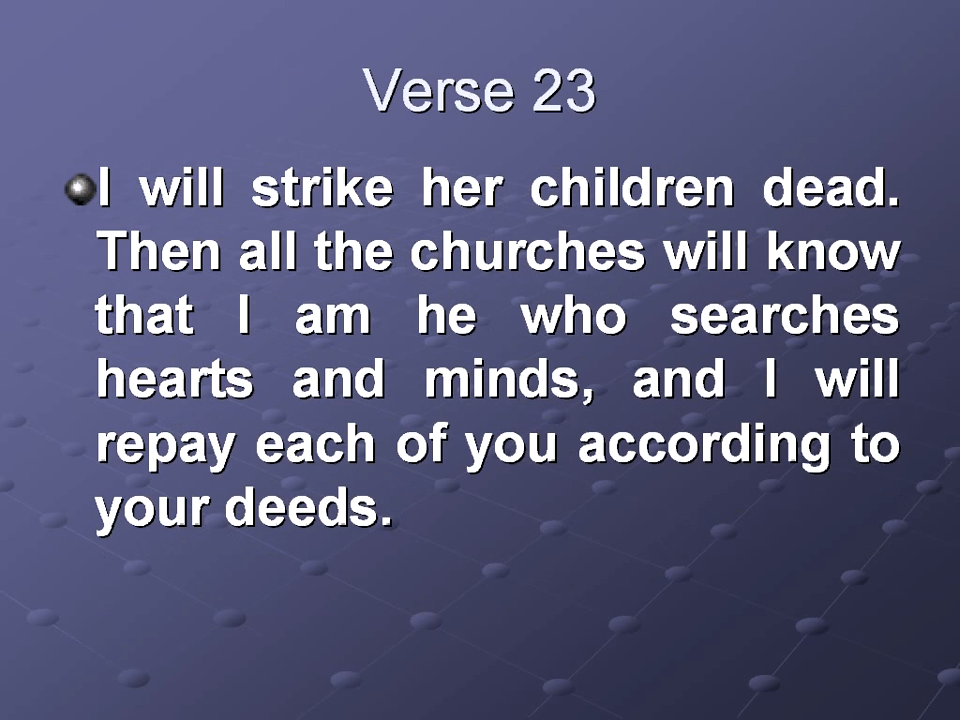 Verse 23
I will strike her children dead.
Then all the churches will know
that I am he who searches
hearts and minds, and I will
repay each of you according to
your deeds.